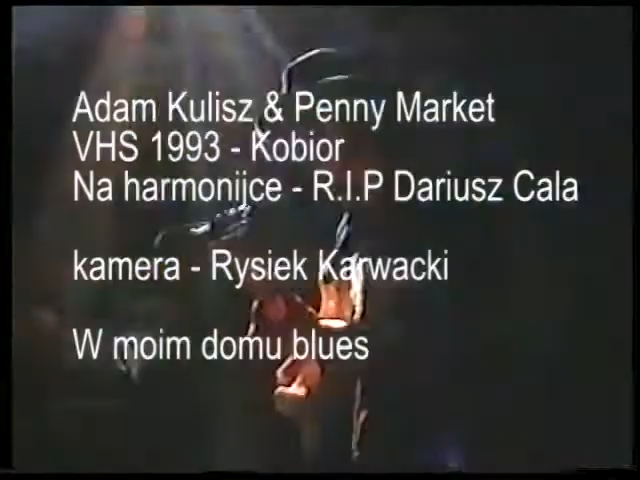 Adam Kulisz & Penny Market
VHS 1993 - Kobior
Na harmonijce - R.I.P Dariusz Cala
kamera - Rysiek Karwacki
W moim domu blues